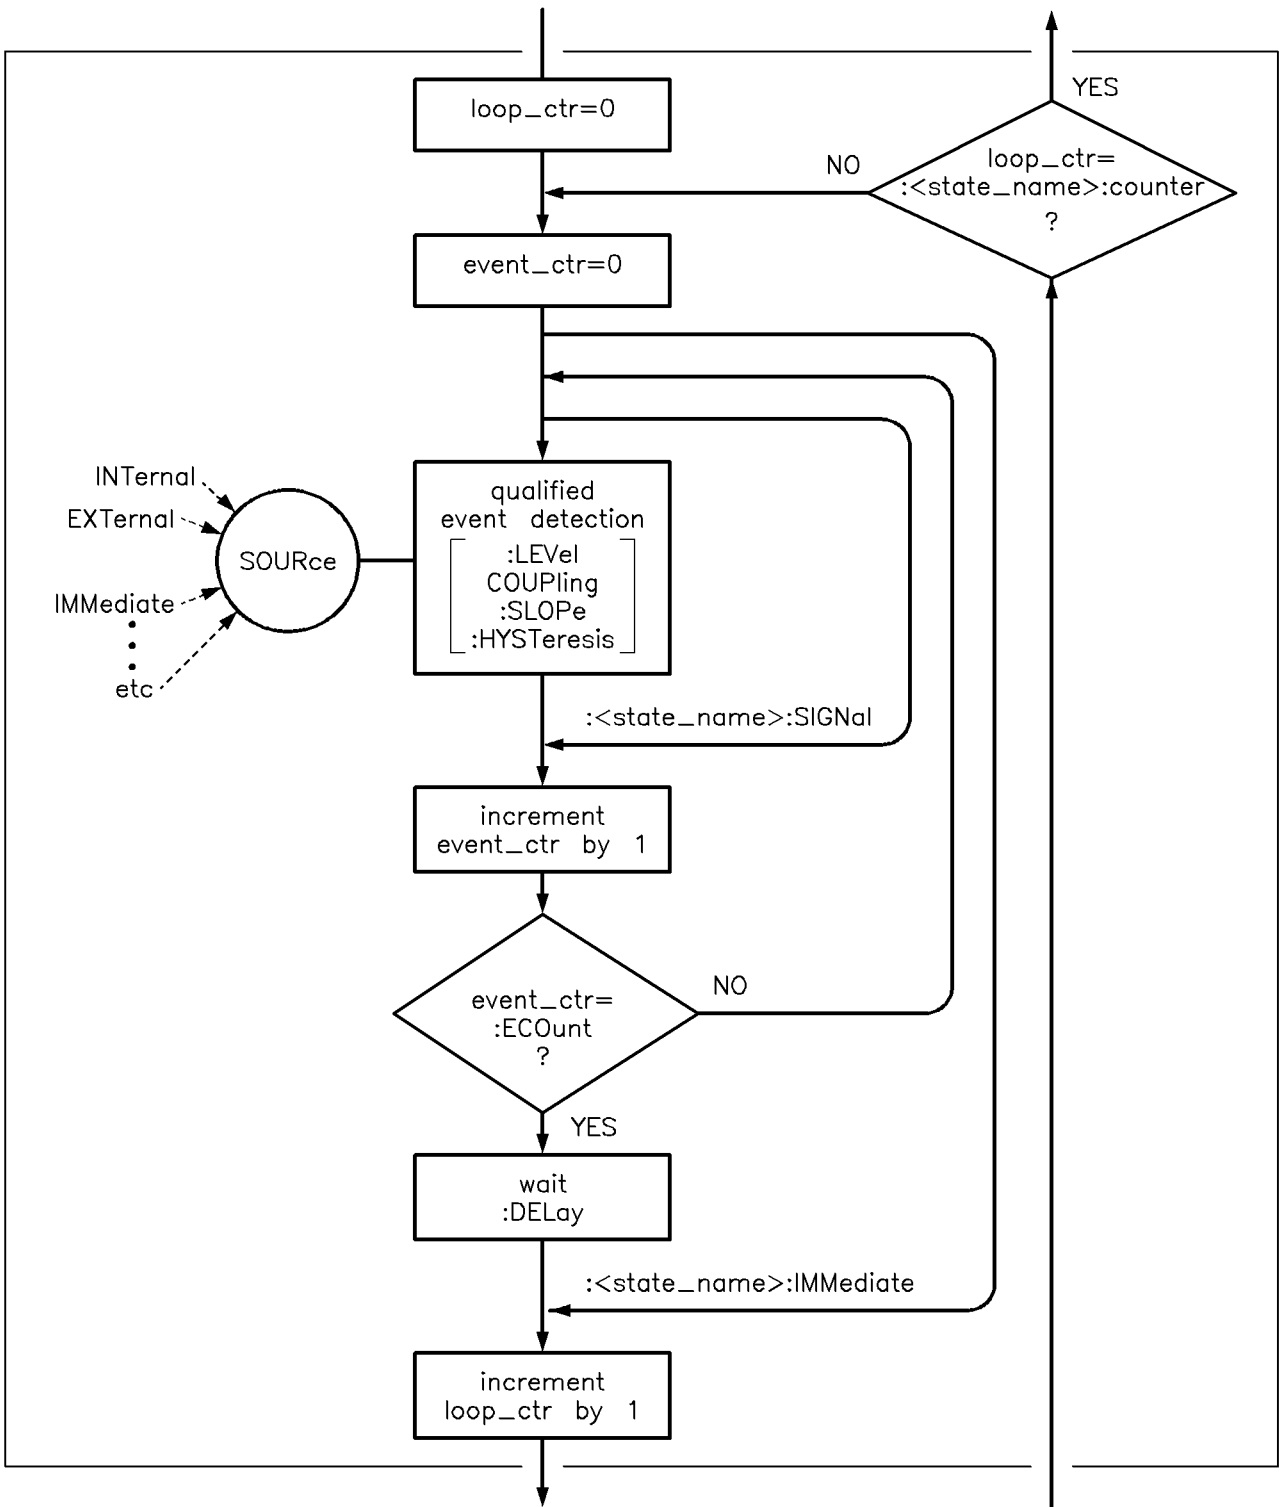 loop_ctr=0
YES
loop_ctr=
:<state_name>:counter
?
NO
event_ctr=0
INTernal
EXTernal
SOURce
IMMediate
etc
qualified
event detection
:LEVel
COUPling
:SLOPe
:HYSTeresis
:<state_name>:SIGNal
increment
event_ctr by 1
event_ctr=
:ECOunt
?
NO
YES
wait
:DELay
:<state_name>:IMMediate
increment
loop_ctr by 1